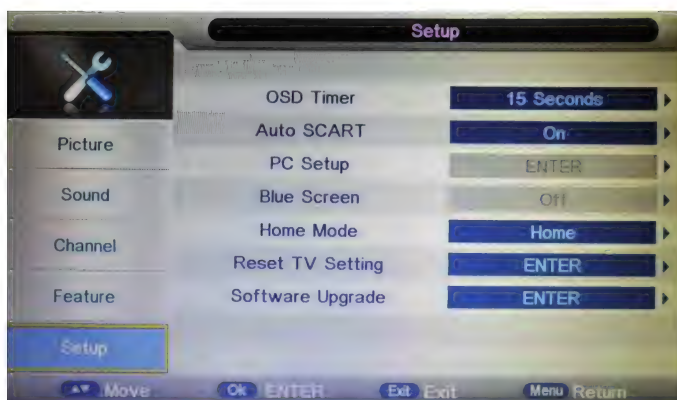 Setup
OSD Timer 15 Seconds
Auto SCART On
PC Setup ENTER
Blue Screen Off
Home Mode Home
Reset TV Setting ENTER
Software Upgrade ENTER
Picture
Sound
Channel
Feature
Setup
Move Ok ENTER Exit Exit Menu Return